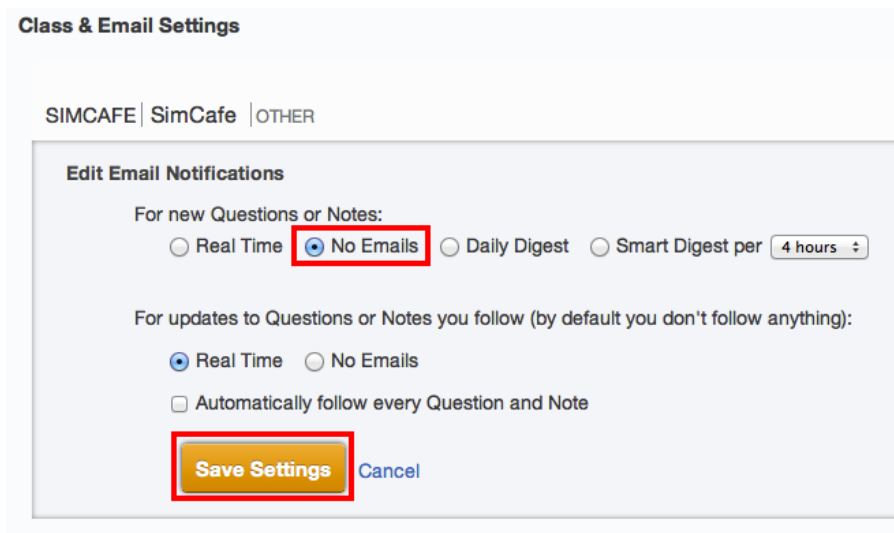 Class & Email Settings
SIMCAFE SimCafe OTHER
Edit Email Notifications
For new Questions or Notes:
Real Time No Emails Daily Digest Smart Digest per 4 hours
For updates to Questions or Notes you follow (by default you don't follow anything):
Real Time No Emails
Automatically follow every Question and Note
Save Settings Cancel